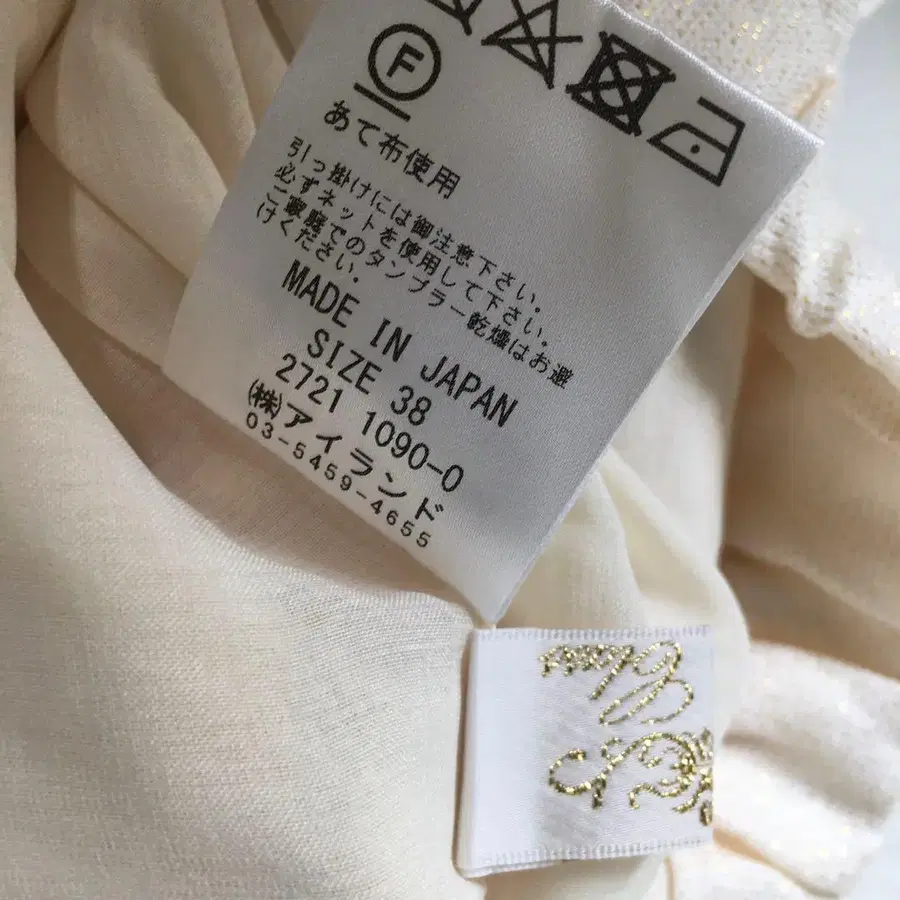 F
あて布使用
引っ掛けには御注意下さい。
必ずネットを使用して下さい。
ご家庭でのタンブラー乾燥はお避
けください。
MADE IN JAPAN
SIZE 38
2721 1090-0
(株)アイランド
03-5459-4655